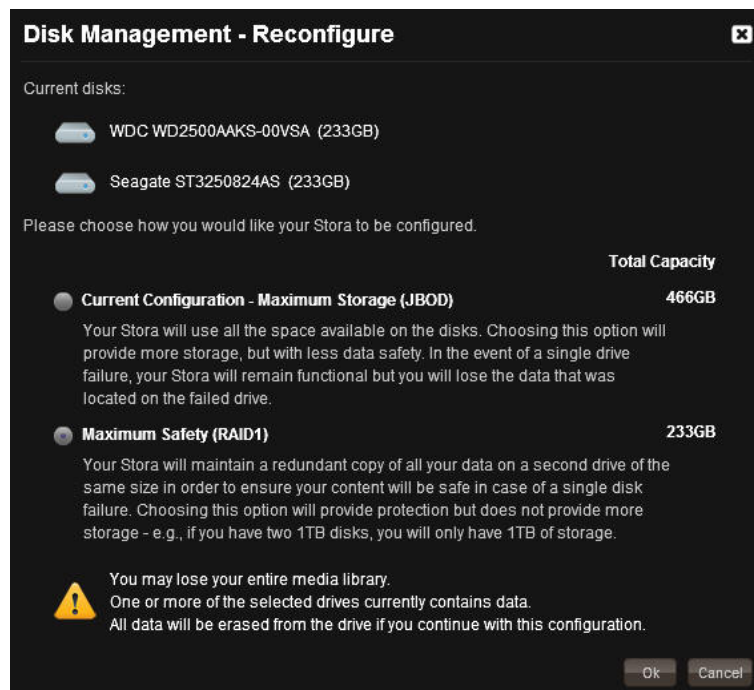 Disk Management - Reconfigure
Current disks:
WDC WD2500AAKS-00VSA (233GB)
Seagate ST3250824AS (233GB)
Please choose how you would like your Stora to be configured.
Total Capacity
Current Configuration - Maximum Storage (JBOD) 466GB
Your Stora will use all the space available on the disks. Choosing this option will
provide more storage, but with less data safety. In the event of a single drive
failure, your Stora will remain functional but you will lose the data that was
located on the failed drive.
Maximum Safety (RAID1) 233GB
Your Stora will maintain a redundant copy of all your data on a second drive of the
same size in order to ensure your content will be safe in case of a single disk
failure. Choosing this option will provide protection but does not provide more
storage - e.g., if you have two 1TB disks, you will only have 1TB of storage.
You may lose your entire media library.
One or more of the selected drives currently contains data.
All data will be erased from the drive if you continue with this configuration.
Ok Cancel